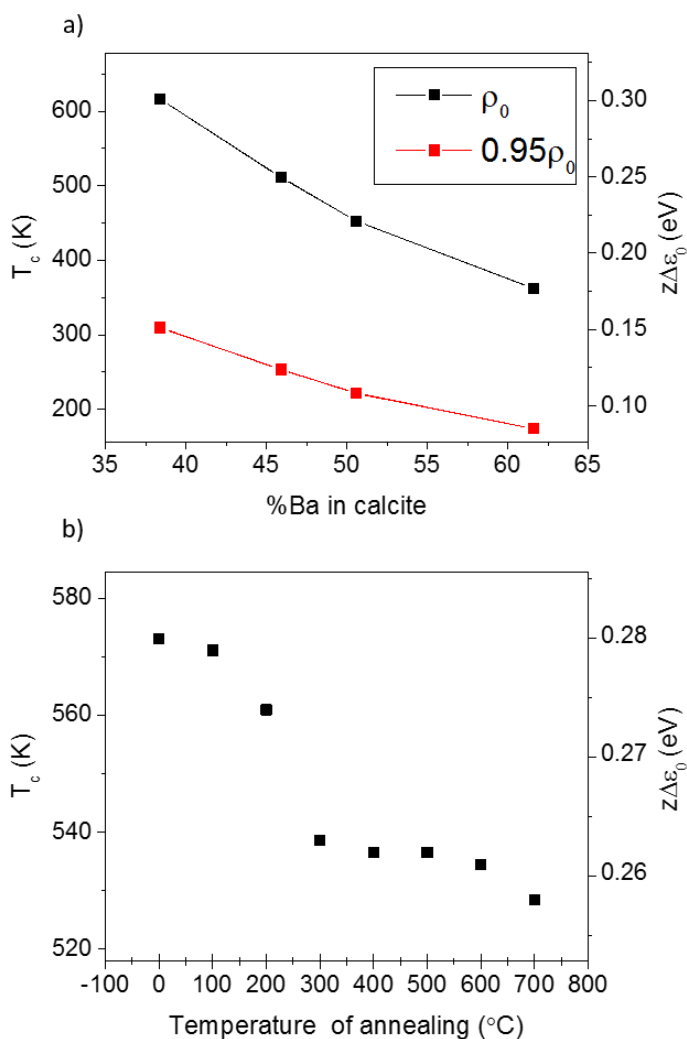 a)
600
500
400
300
200
T_c (K)
0.30
0.25
0.20
0.15
0.10
zΔε₀ (eV)
ρ₀
0.95ρ₀
35 40 45 50 55 60 65
%Ba in calcite
b)
580
560
540
520
T_c (K)
0.28
0.27
0.26
zΔε₀ (eV)
-100 0 100 200 300 400 500 600 700 800
Temperature of annealing (°C)